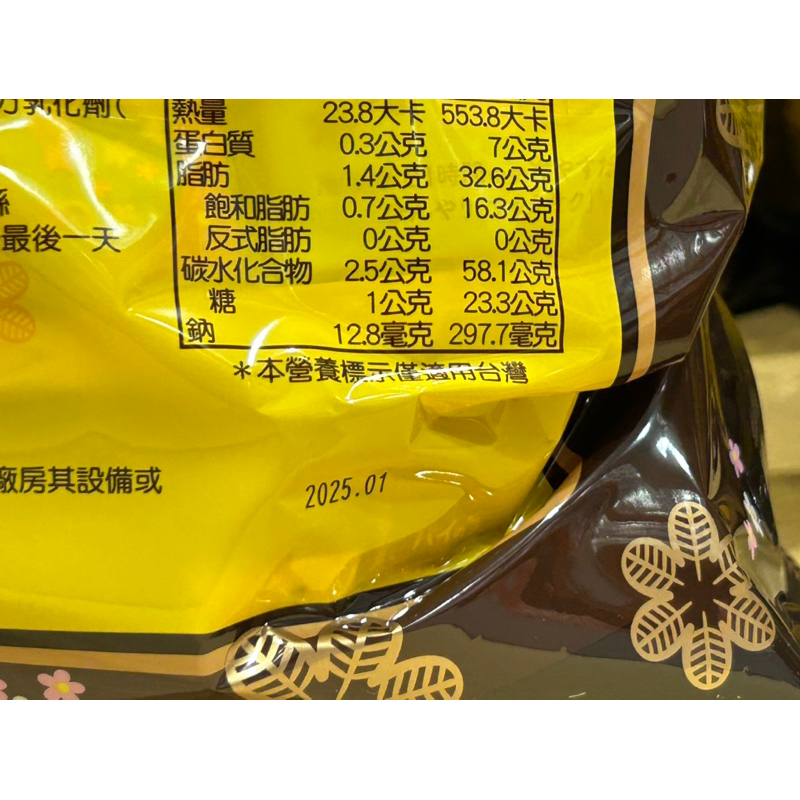 乳化劑(
熱量 23.8大卡 553.8大卡
蛋白質 0.3公克 7公克
脂肪 1.4公克 32.6公克
飽和脂肪 0.7公克 16.3公克
最後一天
反式脂肪 0公克 0公克
碳水化合物 2.5公克 58.1公克
糖 1公克 23.3公克
鈉 12.8毫克 297.7毫克
*本營養標示僅適用台灣
廠房其設備或
2025.01